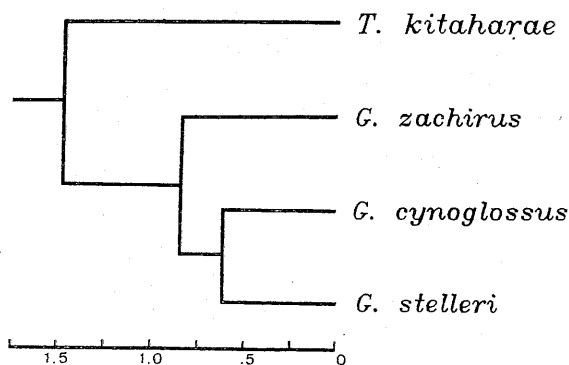 T. kitaharae
G. zachirus
G. cynoglossus
G. stelleri
1.5 1.0 .5 0